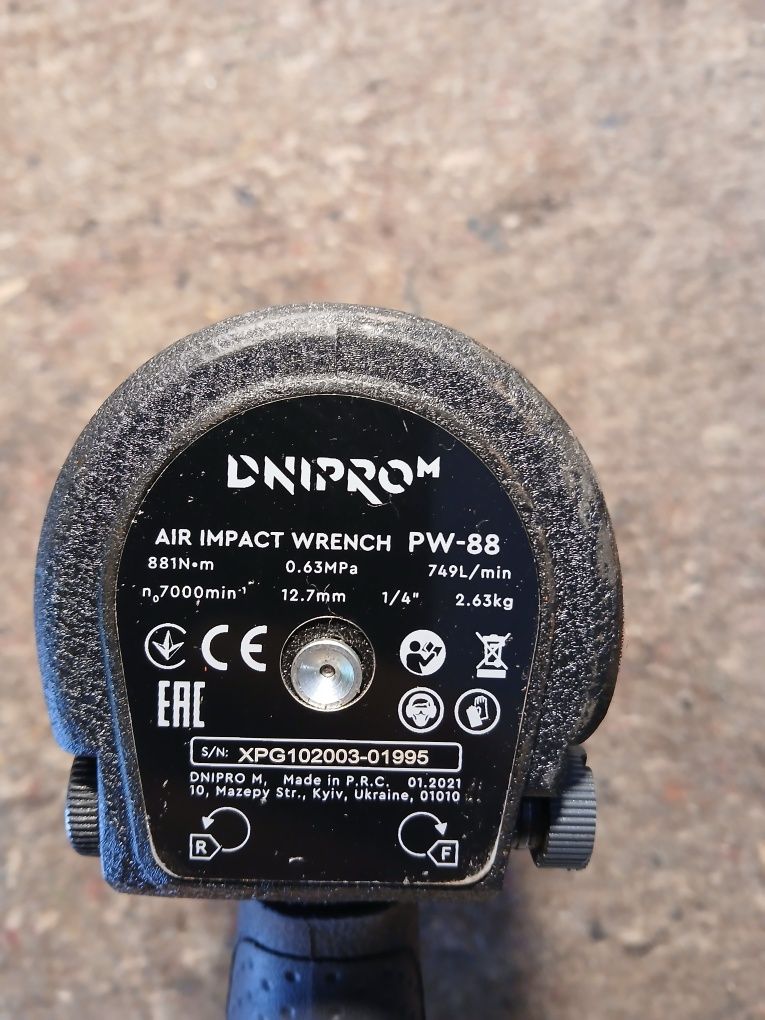 DNIPROM
AIR IMPACT WRENCH PW-88
881N•m 0.63MPa 749L/min
n₀7000min⁻¹ 12.7mm 1/4" 2.63kg
CE
EAC
S/N: XPG102003-01995
DNIPRO M, Made in P.R.C. 01.2021
10, Mazepy Str., Kyiv, Ukraine, 01010
R F